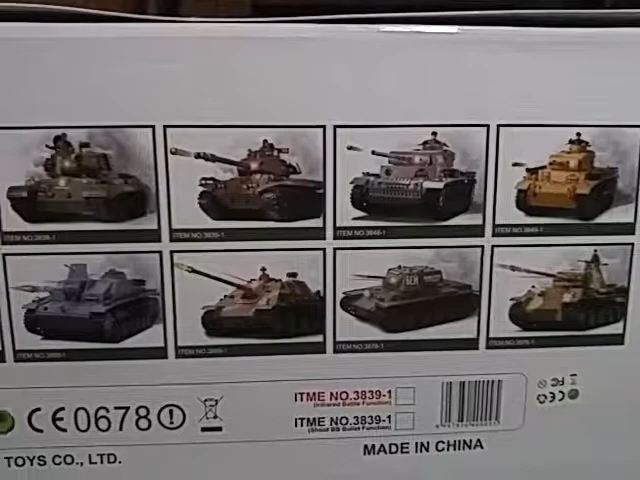 ITEM NO.3838-1
ITEM NO.3839-1
ITEM NO.3848-1
ITEM NO.3849-1
ITEM NO.3869-1
ITEM NO.3878-1
CE0678
ITME NO.3839-1
(Infrared Battle Function)
ITME NO.3839-1
(Shoot BB Bullet Function)
TOYS CO., LTD.
MADE IN CHINA